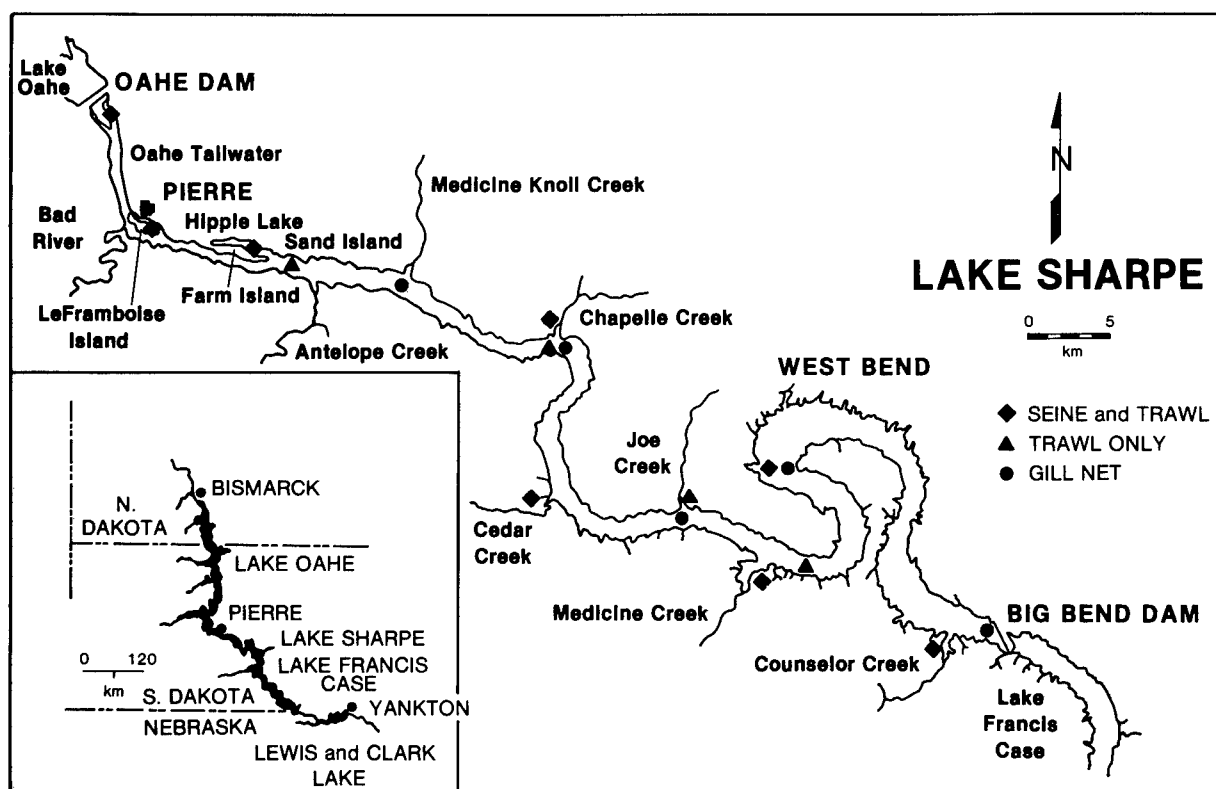 Lake
Oahe
OAHE DAM
Oahe Tailwater
PIERRE
Bad
River
Hipple Lake
Sand Island
Medicine Knoll Creek
Farm Island
LeFramboise
Island
Antelope Creek
Chapelle Creek
N
LAKE SHARPE
0 5
km
WEST BEND
SEINE and TRAWL
TRAWL ONLY
GILL NET
Joe
Creek
Cedar
Creek
Medicine Creek
Counselor Creek
BIG BEND DAM
Lake
Francis
Case
BISMARCK
N.
DAKOTA
LAKE OAHE
PIERRE
LAKE SHARPE
LAKE FRANCIS
CASE
0 120
km
S. DAKOTA
NEBRASKA
YANKTON
LEWIS and CLARK
LAKE